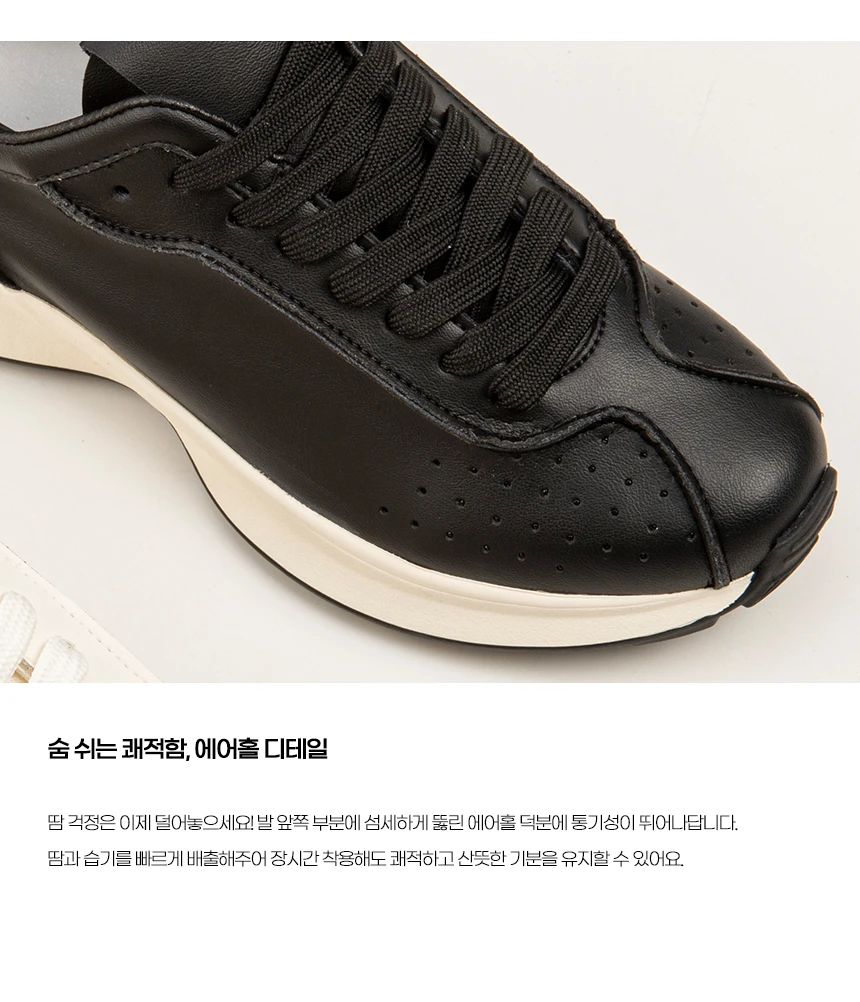 숨 쉬는 쾌적함, 에어홀 디테일
땀 걱정은 이제 덜어놓으세요! 발 앞쪽 부분에 섬세하게 뚫린 에어홀 덕분에 통기성이 뛰어나답니다.
땀과 습기를 빠르게 배출해주어 장시간 착용해도 쾌적하고 산뜻한 기분을 유지할 수 있어요.